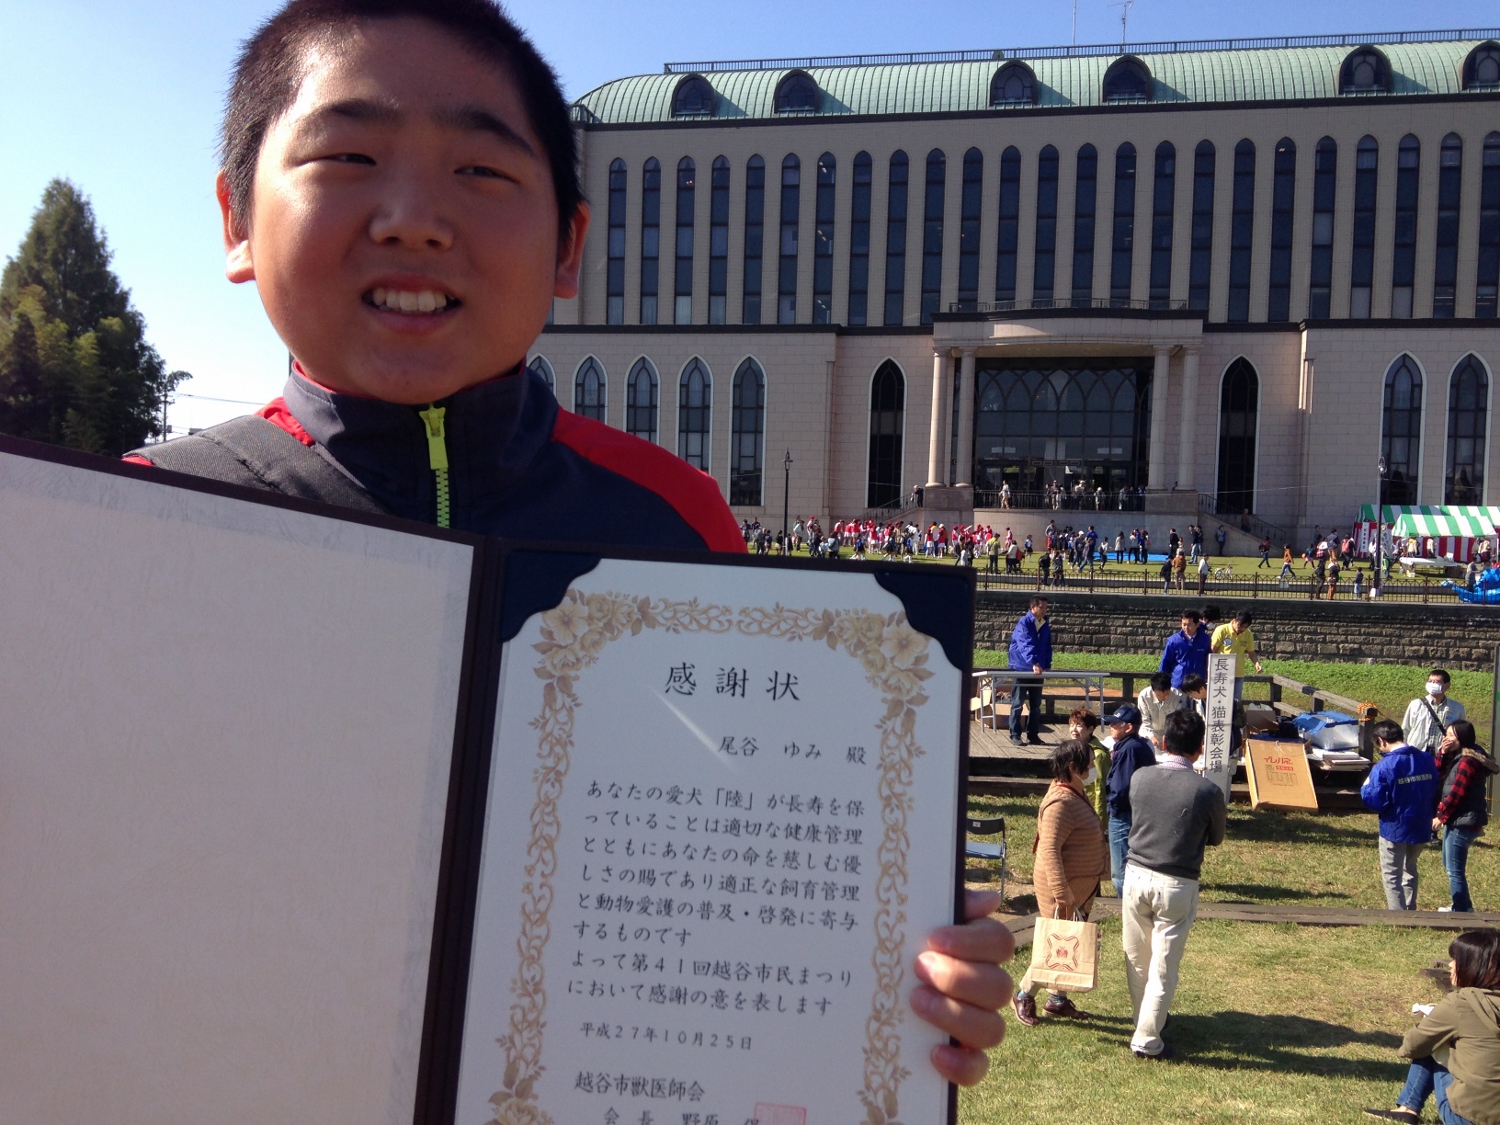 感謝状
尾谷 ゆみ 殿
あなたの愛犬「陸」が長寿を保
っていることは適切な健康管理
とともにあなたの命を慈しむ優
しさの賜であり適正な飼育管理
と動物愛護の普及・啓発に寄与
するものです
よって第41回越谷市民まつり
において感謝の意を表します
平成27年10月25日
越谷市獣医師会
会長 野原
長寿犬・猫表彰会場